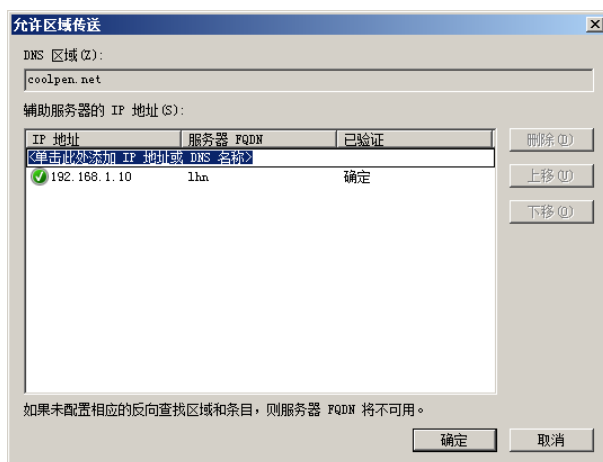 允许区域传送
DNS 区域(Z):
coolpen.net
辅助服务器的 IP 地址(S):
IP 地址 服务器 FQDN 已验证 删除(D)
<单击此处添加 IP 地址或 DNS 名称>
192.168.1.10 lhn 确定 上移(U)
下移(O)
如果未配置相应的反向查找区域和条目，则服务器 FQDN 将不可用。
确定 取消